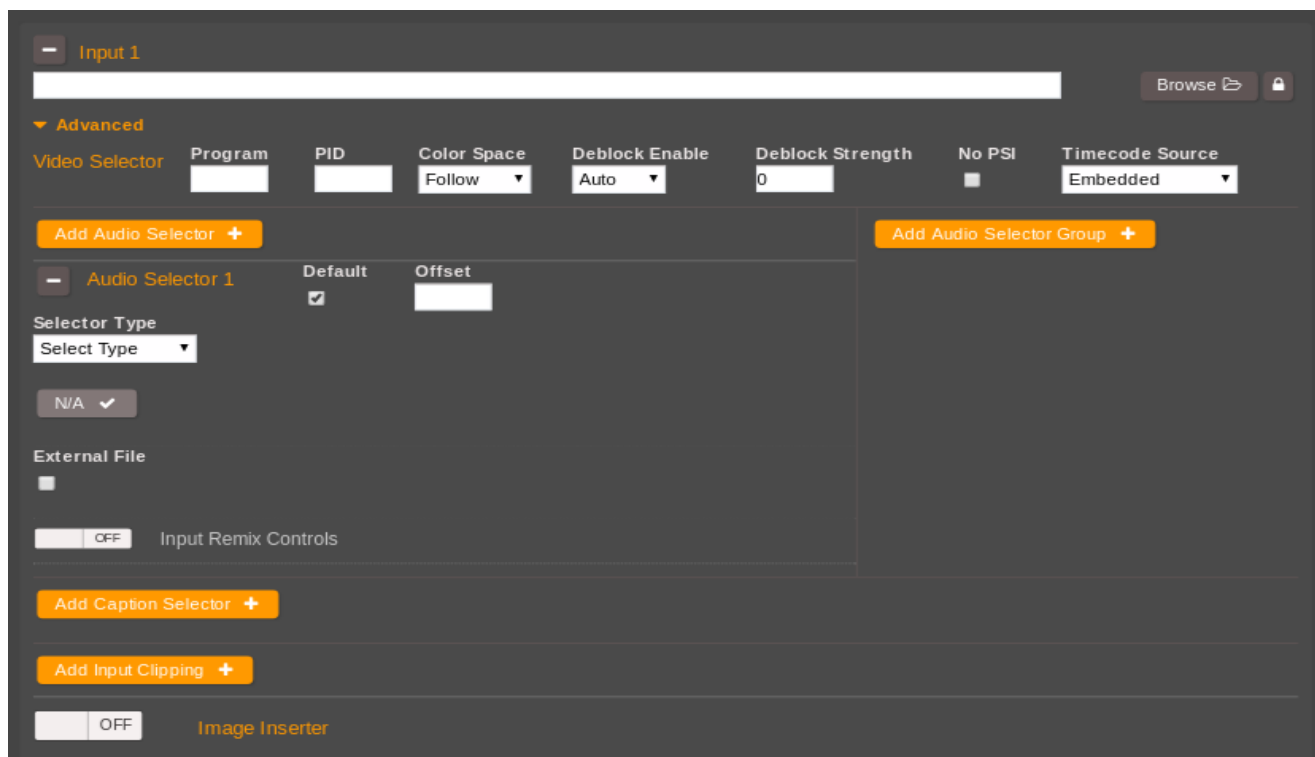 Input 1
Browse
Advanced
Video Selector Program PID Color Space Deblock Enable Deblock Strength No PSI Timecode Source
Follow Auto 0 Embedded
Add Audio Selector Add Audio Selector Group
Audio Selector 1 Default Offset
Selector Type
Select Type
N/A
External File
OFF Input Remix Controls
Add Caption Selector
Add Input Clipping
OFF Image Inserter